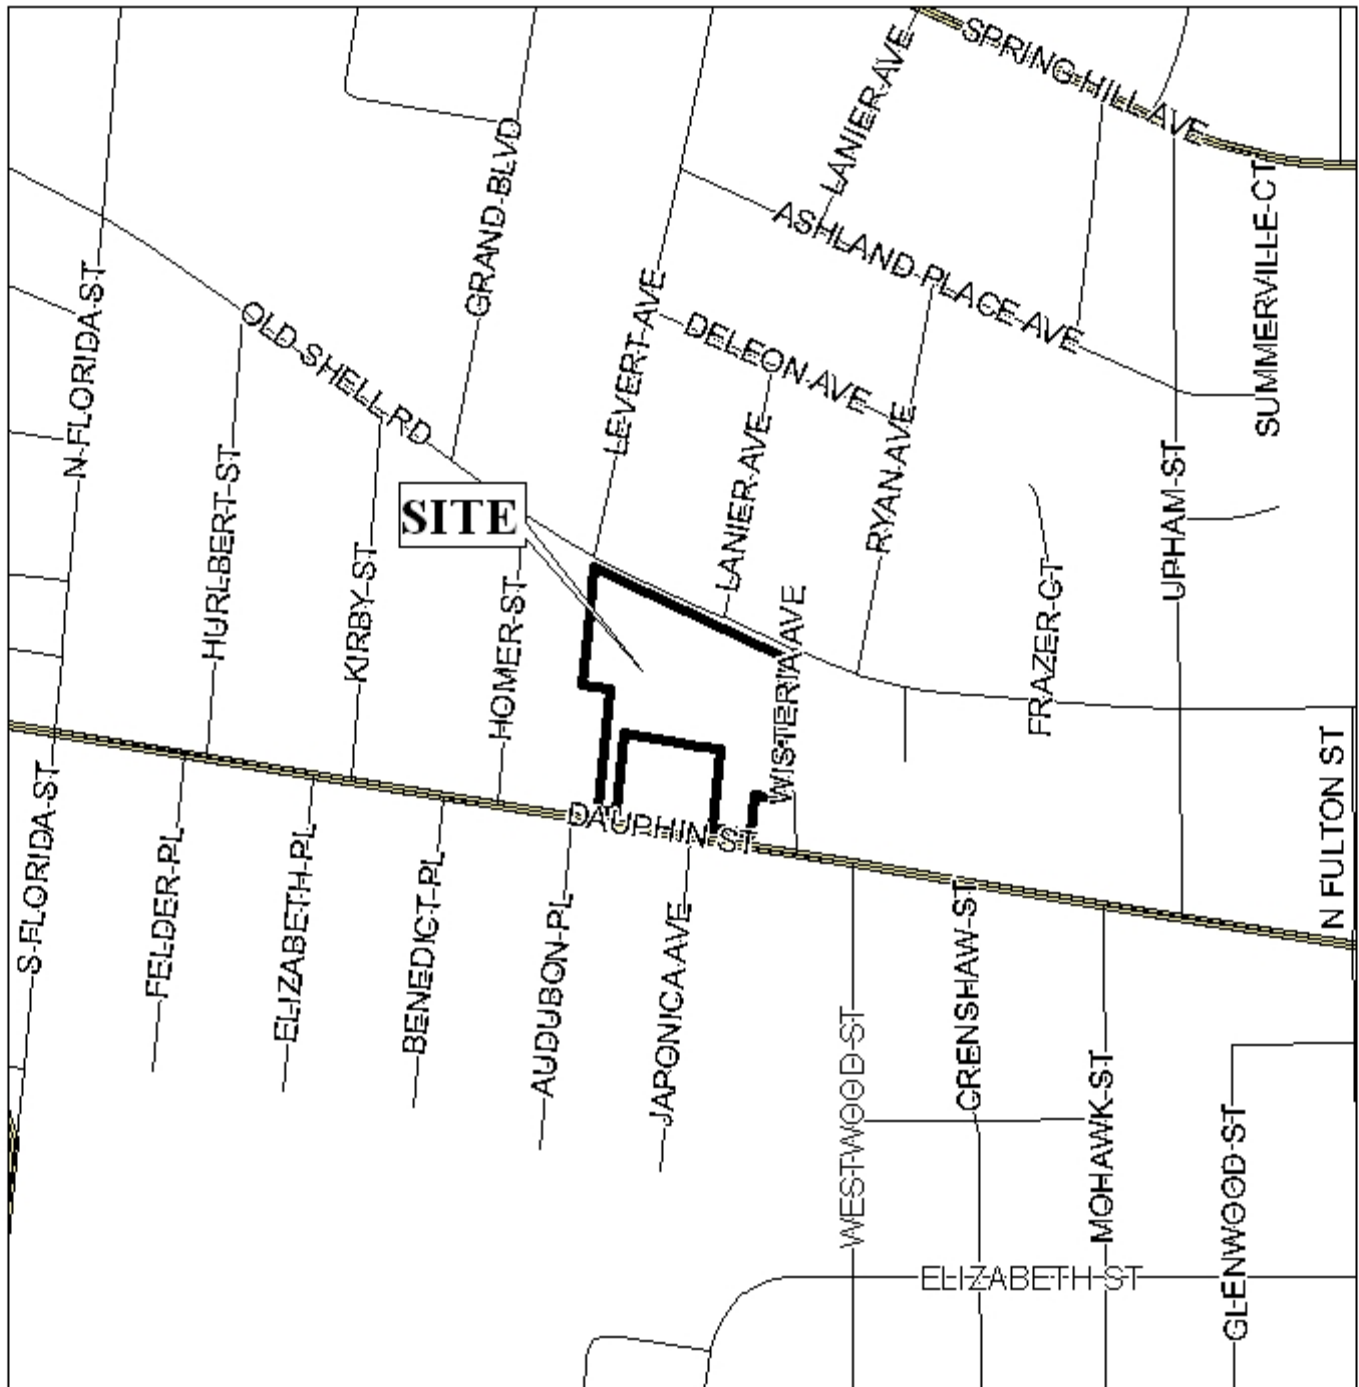 SPRING HILL AVE
LANIER AVE
GRAND BLVD
ASHLAND PLACE AVE
SUMMERVILLE CT
N FLORIDA ST
OLD SHELL RD
LEVERT AVE
DELEON AVE
LANIER AVE
RYAN AVE
UPHAM ST
HURLBERT ST
KIRBY ST
SITE
HOMER ST
WISTERIA AVE
FRAZER CT
N FULTON ST
DAUPHIN ST
S FLORIDA ST
FELDER PL
ELIZABETH PL
BENEDICT PL
AUDUBON PL
JAPONICA AVE
WESTWOOD ST
CRENSHAW ST
MOHAWK ST
GLENWOOD ST
ELIZABETH ST